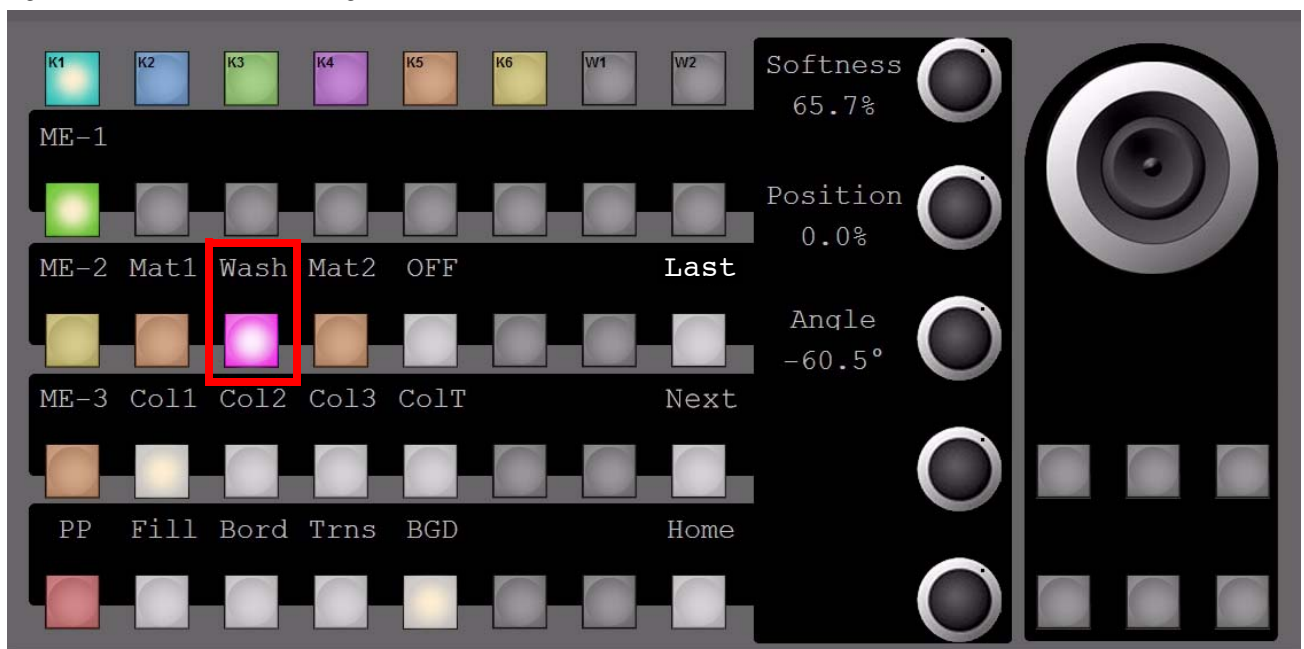 K1 K2 K3 K4 K5 K6 W1 W2
Softness
65.7%
ME-1
Position
0.0%
ME-2 Mat1 Wash Mat2 OFF Last
Angle
-60.5°
ME-3 Col1 Col2 Col3 ColT Next
PP Fill Bord Trns BGD Home